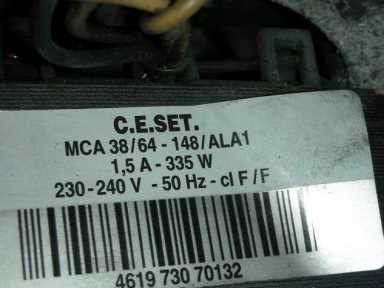 C.E.SET.
MCA 38/64 - 148/ALA1
1,5 A - 335 W
230-240 V - 50 Hz - cl F/F
4619 730 70132